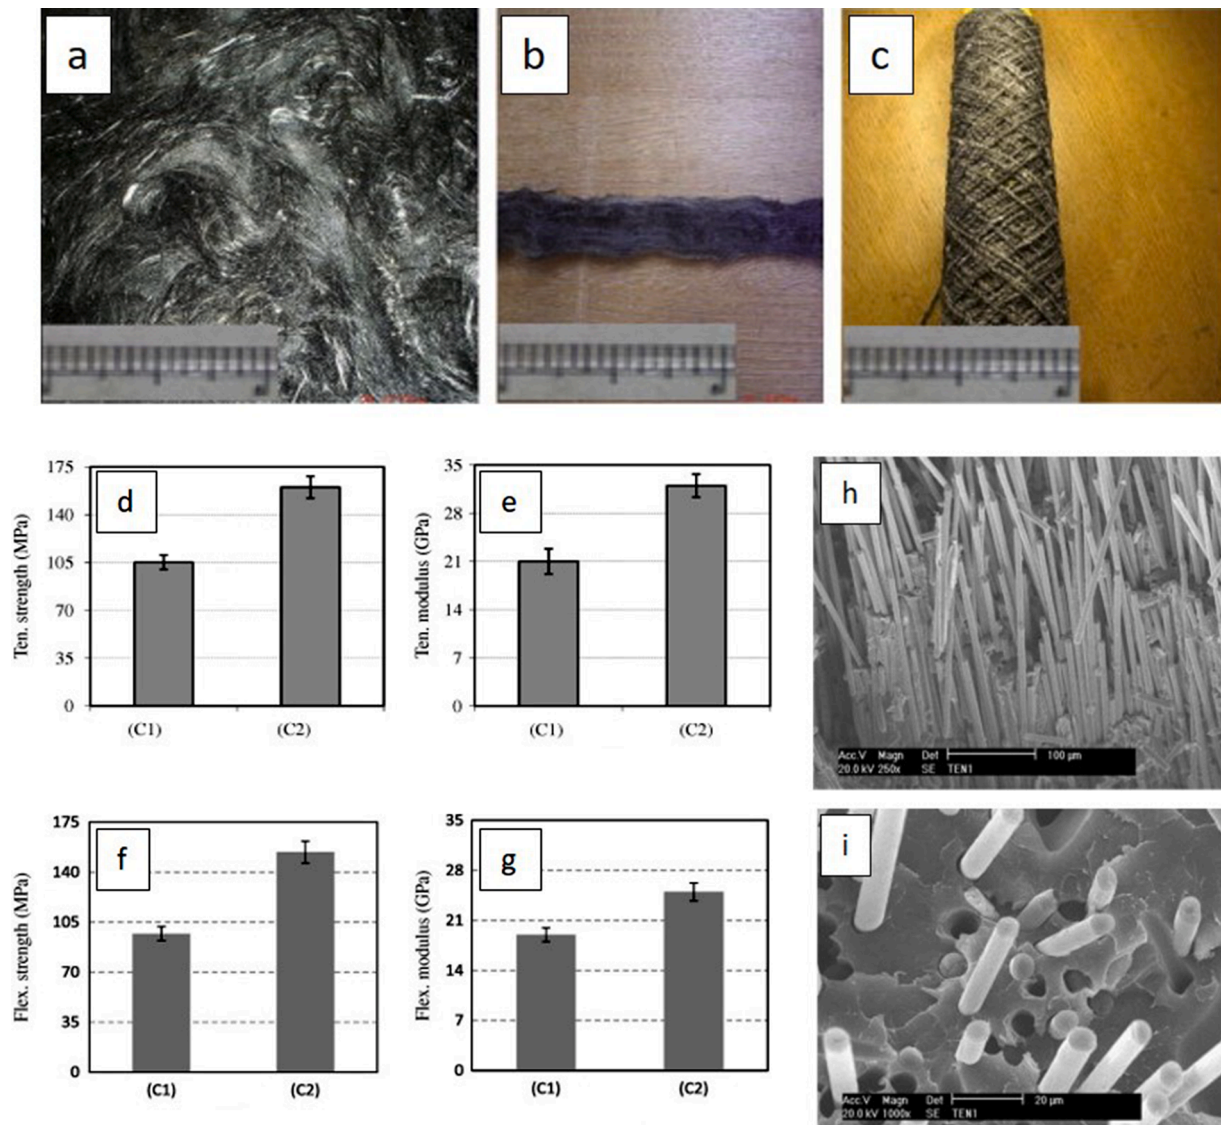 a
b
c
d
Ten. strength (MPa)
175
140
105
70
35
0
(C1)
(C2)
e
Ten. modulus (GPa)
35
28
21
14
7
0
(C1)
(C2)
h
Acc.V Magn Det 100 µm
20.0 kV 250x SE TEN1
f
Flex. strength (MPa)
175
140
105
70
35
0
(C1)
(C2)
g
Flex. modulus (GPa)
35
28
21
14
7
0
(C1)
(C2)
i
Acc.V Magn Det 20 µm
20.0 kV 1000x SE TEN1